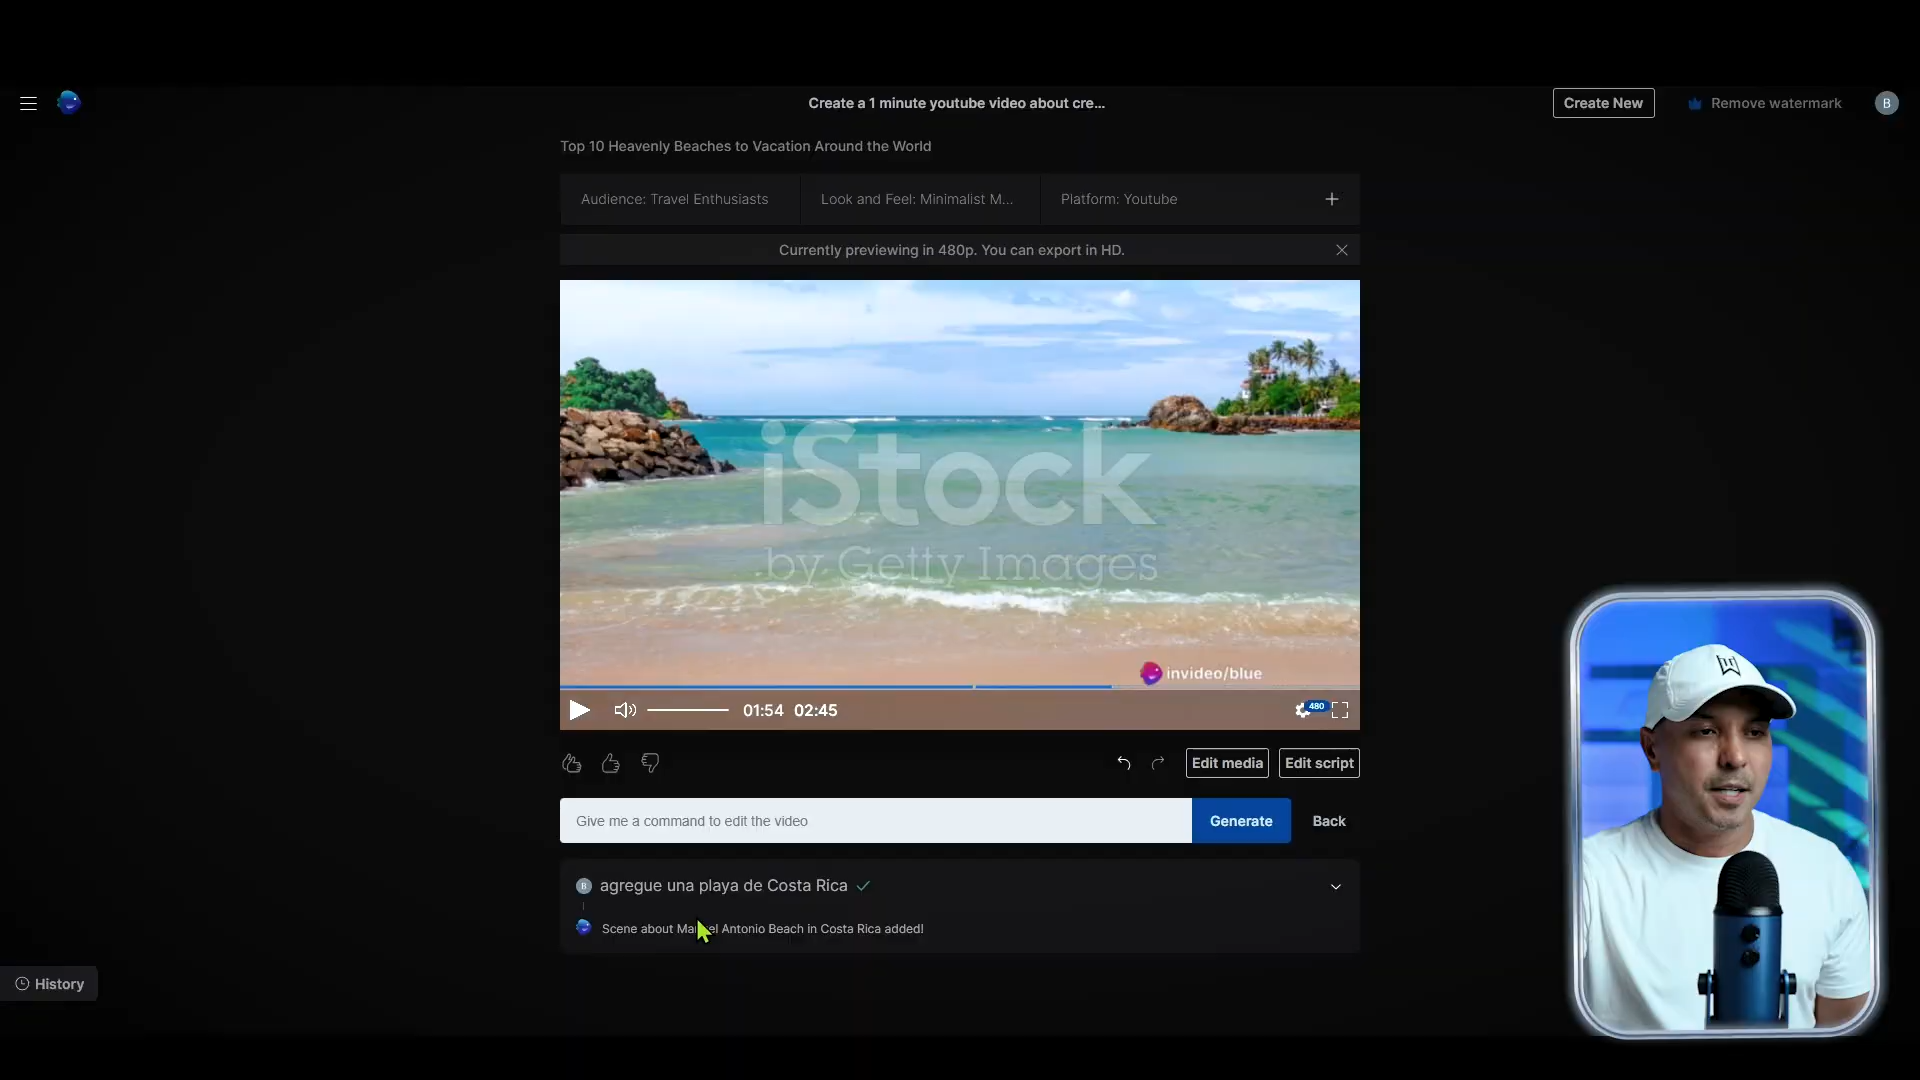 Create a 1 minute youtube video about cre...
Create New
Remove watermark
B
Top 10 Heavenly Beaches to Vacation Around the World
Audience: Travel Enthusiasts
Look and Feel: Minimalist M...
Platform: Youtube
Currently previewing in 480p. You can export in HD.
iStock
by Getty Images
invideo/blue
01:54 02:45
480
Edit media
Edit script
Give me a command to edit the video
Generate
Back
B agregue una playa de Costa Rica
Scene about Manuel Antonio Beach in Costa Rica added!
History